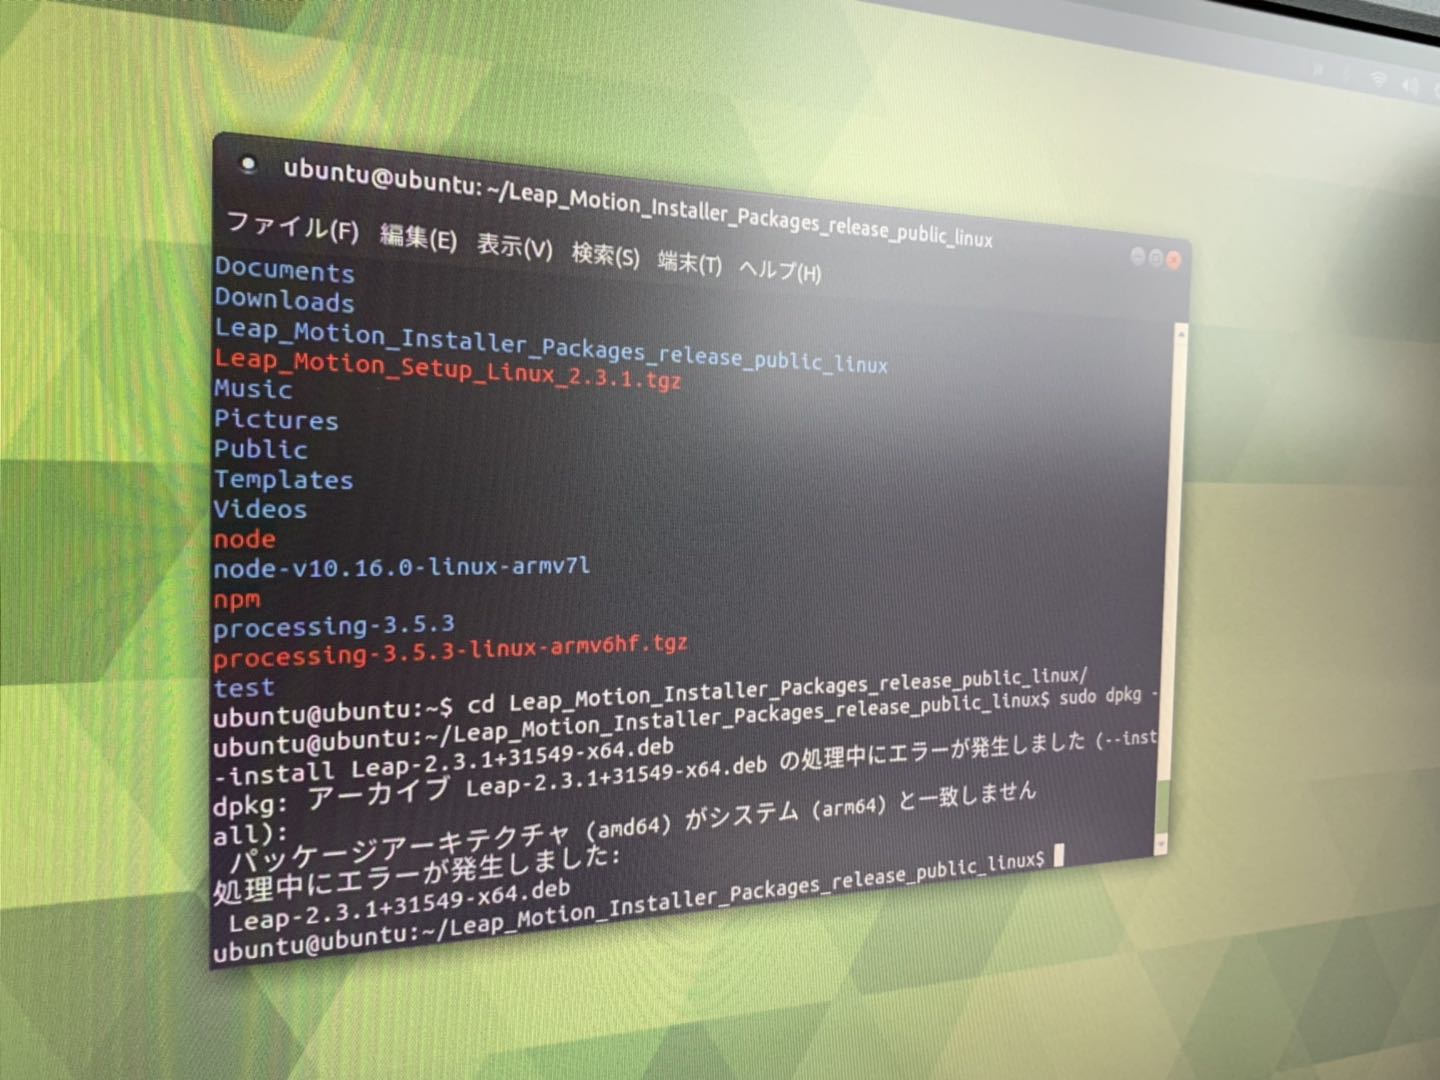 ubuntu@ubuntu: ~/Leap_Motion_Installer_Packages_release_public_linux
ファイル(F) 編集(E) 表示(V) 検索(S) 端末(T) ヘルプ(H)
Documents
Downloads
Leap_Motion_Installer_Packages_release_public_linux
Leap_Motion_Setup_Linux_2.3.1.tgz
Music
Pictures
Public
Templates
Videos
node
node-v10.16.0-linux-armv7l
npm
processing-3.5.3
processing-3.5.3-linux-armv6hf.tgz
test
ubuntu@ubuntu:~$ cd Leap_Motion_Installer_Packages_release_public_linux/
ubuntu@ubuntu:~/Leap_Motion_Installer_Packages_release_public_linux$ sudo dpkg -
-install Leap-2.3.1+31549-x64.deb
dpkg: アーカイブ Leap-2.3.1+31549-x64.deb の処理中にエラーが発生しました (--inst
all):
パッケージアーキテクチャ (amd64) がシステム (arm64) と一致しません
処理中にエラーが発生しました:
Leap-2.3.1+31549-x64.deb
ubuntu@ubuntu:~/Leap_Motion_Installer_Packages_release_public_linux$